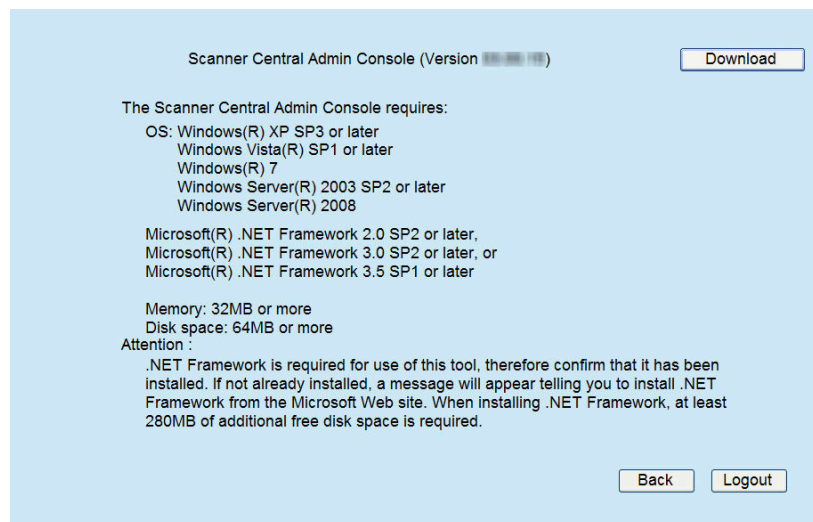 Scanner Central Admin Console (Version )
Download
The Scanner Central Admin Console requires:
OS: Windows(R) XP SP3 or later
Windows Vista(R) SP1 or later
Windows(R) 7
Windows Server(R) 2003 SP2 or later
Windows Server(R) 2008
Microsoft(R) .NET Framework 2.0 SP2 or later,
Microsoft(R) .NET Framework 3.0 SP2 or later, or
Microsoft(R) .NET Framework 3.5 SP1 or later
Memory: 32MB or more
Disk space: 64MB or more
Attention :
.NET Framework is required for use of this tool, therefore confirm that it has been
installed. If not already installed, a message will appear telling you to install .NET
Framework from the Microsoft Web site. When installing .NET Framework, at least
280MB of additional free disk space is required.
Back
Logout